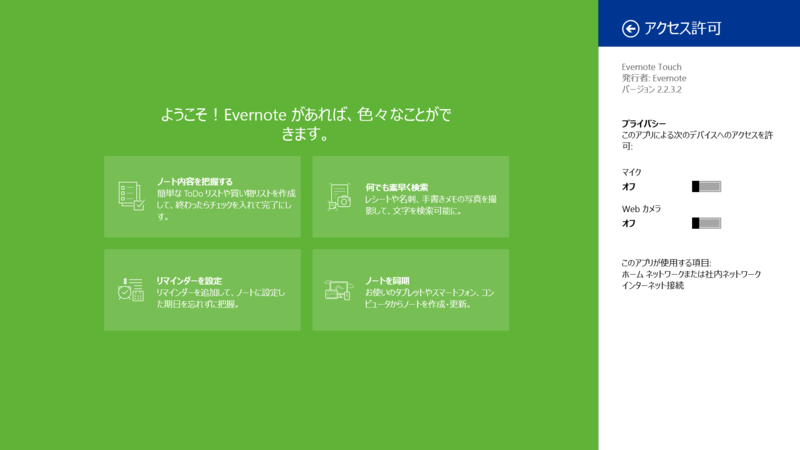 ようこそ！Evernote があれば、色々なことがで
きます。
ノート内容を把握する
簡単な ToDo リストや買い物リストを作成
して、終わったらチェックを入れて完了にし
ます。
何でも素早く検索
レシートや名刺、手書きメモの写真を撮
影して、文字を検索可能に。
リマインダーを設定
リマインダーを追加して、ノートに設定し
た期日を忘れずに把握。
ノートを同期
お使いのタブレットやスマートフォン、コン
ピュータからノートを作成・更新。
アクセス許可
Evernote Touch
発行者: Evernote
バージョン 2.2.3.2
プライバシー
このアプリによる次のデバイスへのアクセスを許
可:
マイク
オフ
Web カメラ
オフ
このアプリが使用する項目:
ホーム ネットワークまたは社内ネットワーク
インターネット接続